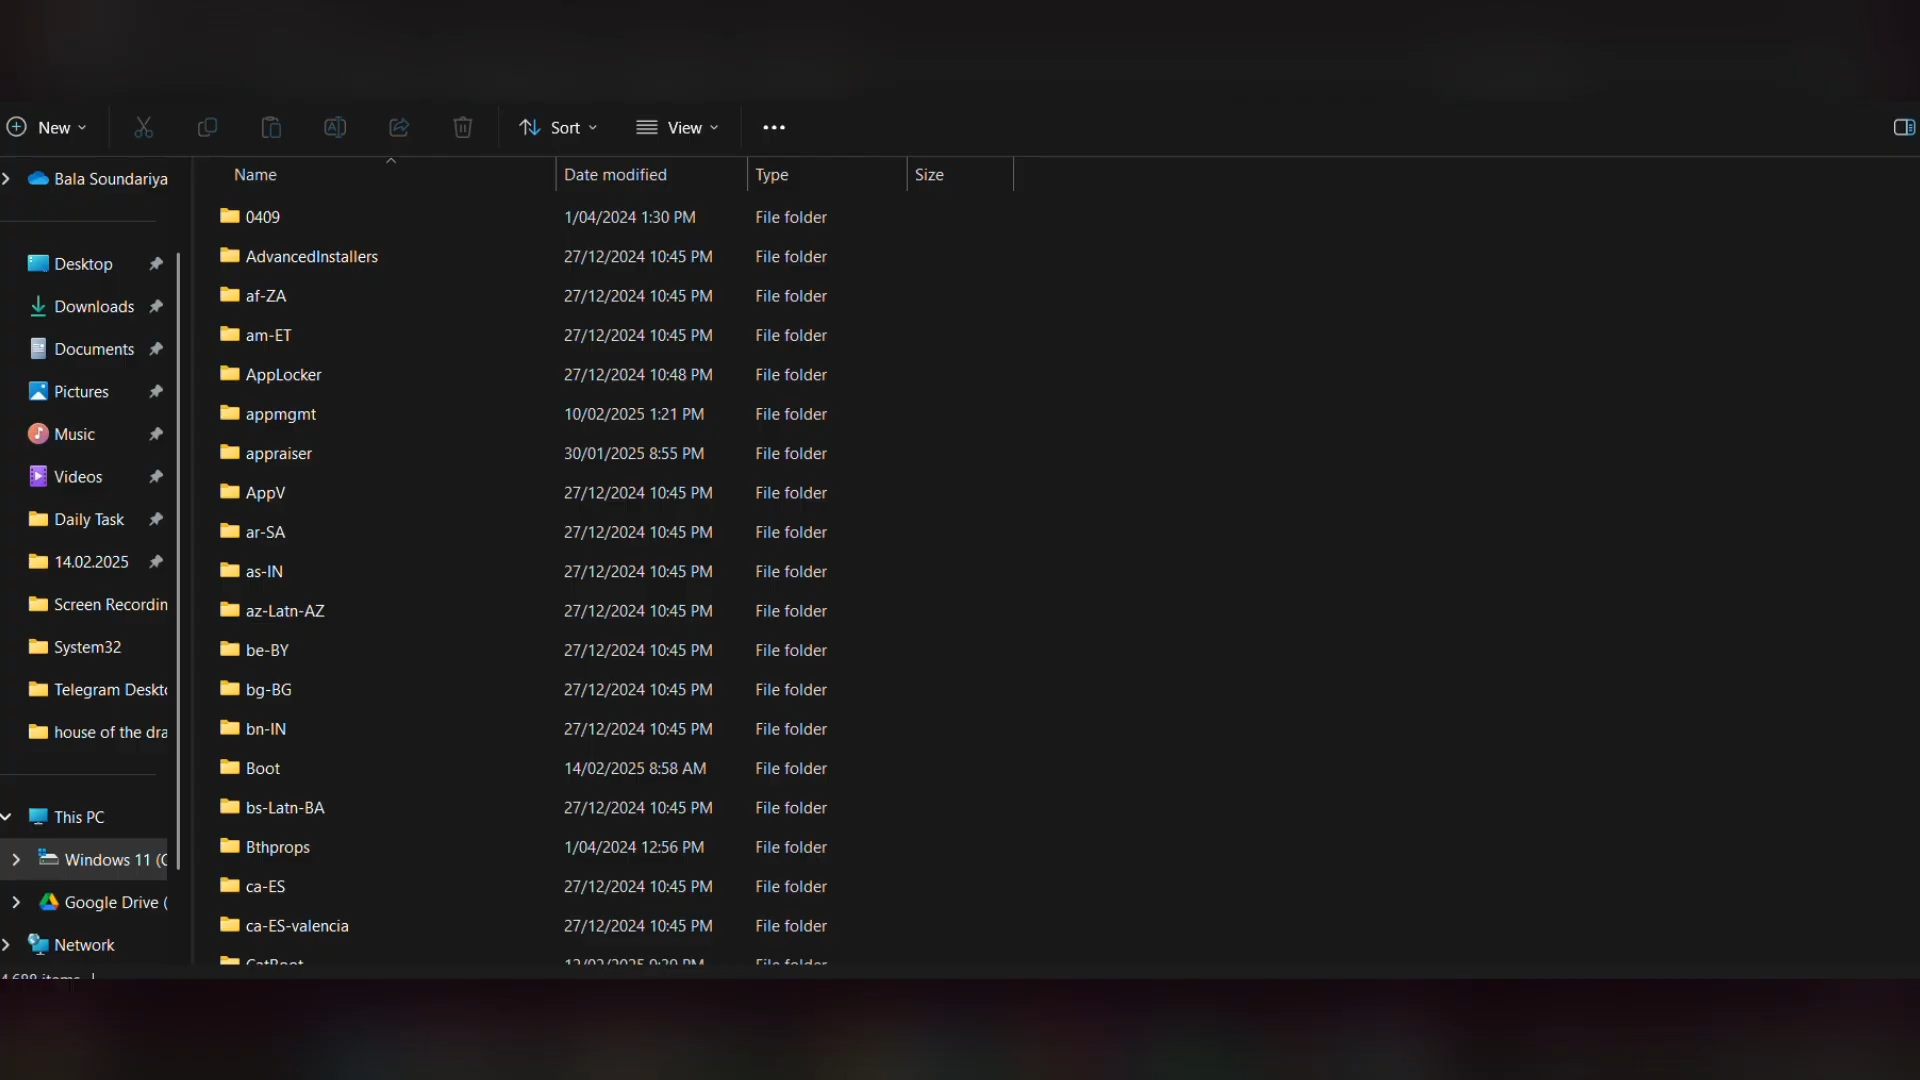 New Sort View
Bala Soundariya
Desktop
Downloads
Documents
Pictures
Music
Videos
Daily Task
14.02.2025
Screen Recordin
System32
Telegram Deskt
house of the dra
This PC
Windows 11 (C
Google Drive (
Network
4,688 items
Name Date modified Type Size
0409 1/04/2024 1:30 PM File folder
AdvancedInstallers 27/12/2024 10:45 PM File folder
af-ZA 27/12/2024 10:45 PM File folder
am-ET 27/12/2024 10:45 PM File folder
AppLocker 27/12/2024 10:48 PM File folder
appmgmt 10/02/2025 1:21 PM File folder
appraiser 30/01/2025 8:55 PM File folder
AppV 27/12/2024 10:45 PM File folder
ar-SA 27/12/2024 10:45 PM File folder
as-IN 27/12/2024 10:45 PM File folder
az-Latn-AZ 27/12/2024 10:45 PM File folder
be-BY 27/12/2024 10:45 PM File folder
bg-BG 27/12/2024 10:45 PM File folder
bn-IN 27/12/2024 10:45 PM File folder
Boot 14/02/2025 8:58 AM File folder
bs-Latn-BA 27/12/2024 10:45 PM File folder
Bthprops 1/04/2024 12:56 PM File folder
ca-ES 27/12/2024 10:45 PM File folder
ca-ES-valencia 27/12/2024 10:45 PM File folder
CatRoot File folder